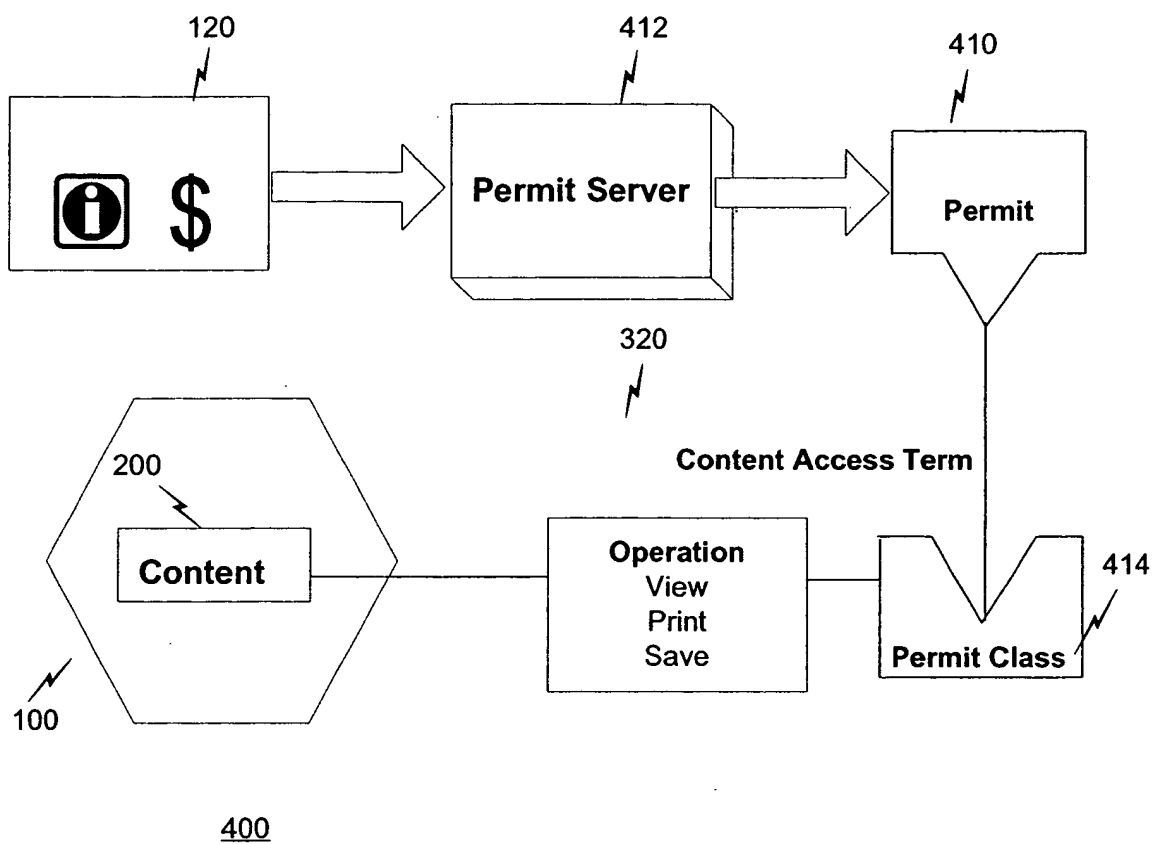 120
412
410
i $
Permit Server
Permit
320
Content Access Term
200
Content
Operation
View
Print
Save
414
Permit Class
100
400